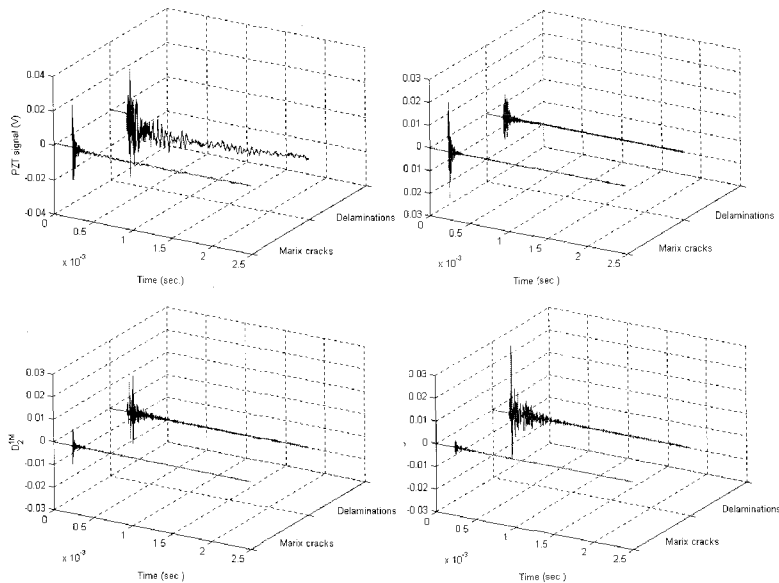 0.04
0.02
0
-0.02
-0.04
PZT signal (V)
0
0.5
1
1.5
2
2.5
x 10⁻³
Time (sec.)
Marix cracks
Delaminations
0.03
0.02
0.01
0
0.01
0.02
0.03
0
0.5
1
1.5
2
2.5
x 10⁻³
Time (sec)
Marix cracks
Delaminations
0.03
0.02
0.01
0
-0.01
-0.02
-0.03
0
0.5
1
1.5
2
2.5
x 10⁻³
Time (sec)
Marix cracks
Delaminations
0.03
0.02
0.01
0
-0.01
-0.02
-0.03
0
0.5
1
1.5
2
2.5
x 10⁻³
Time (sec)
Marix cracks
Delaminations